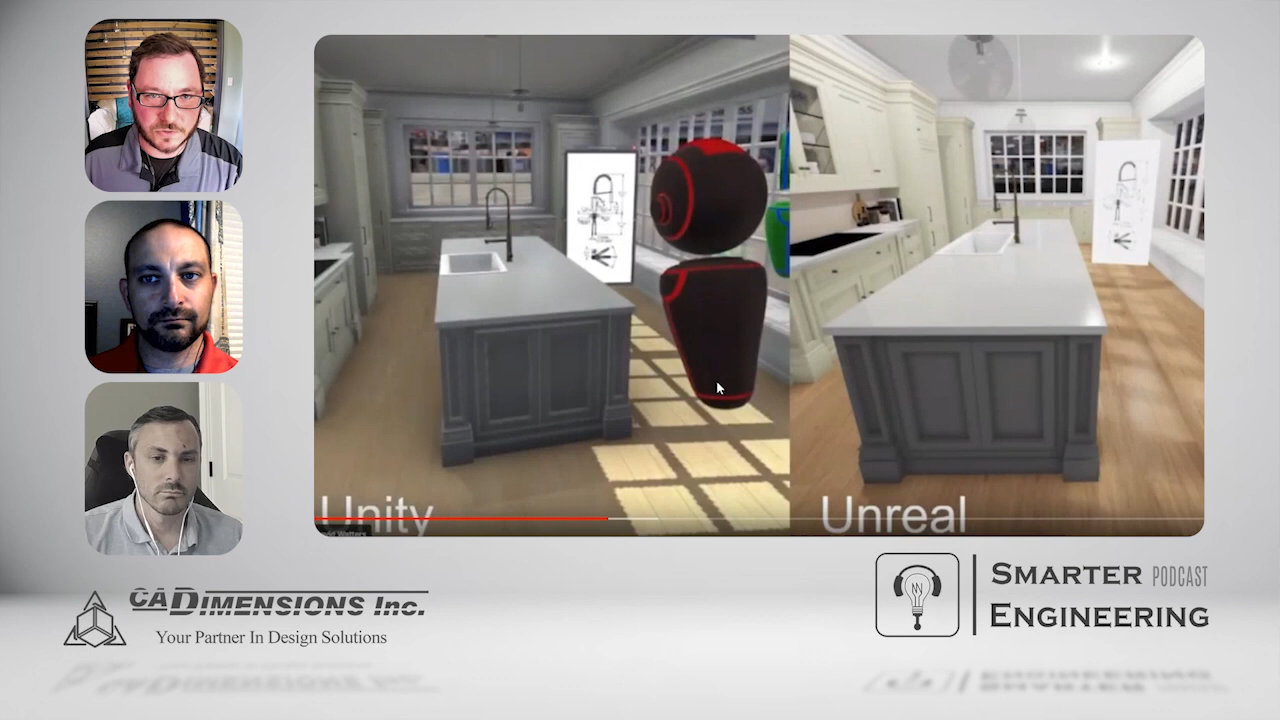 Unity
Unreal
CADIMENSIONS Inc.
Your Partner In Design Solutions
SMARTER PODCAST
ENGINEERING